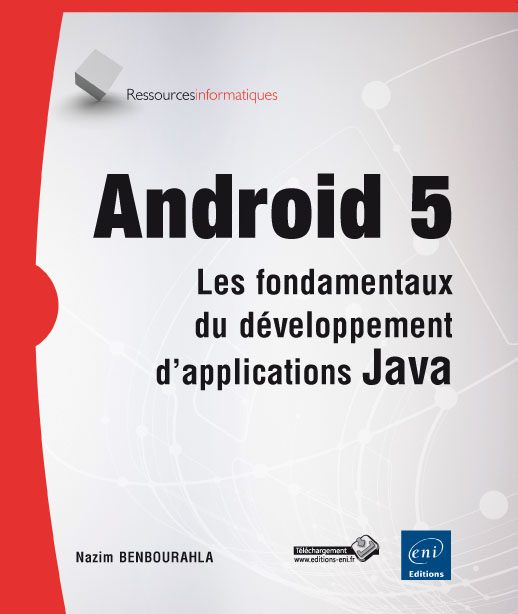 Ressourcesinformatiques
Android 5
Les fondamentaux
du développement
d'applications Java
Nazim BENBOURAHLA
Téléchargement
www.editions-eni.fr
eni
Editions